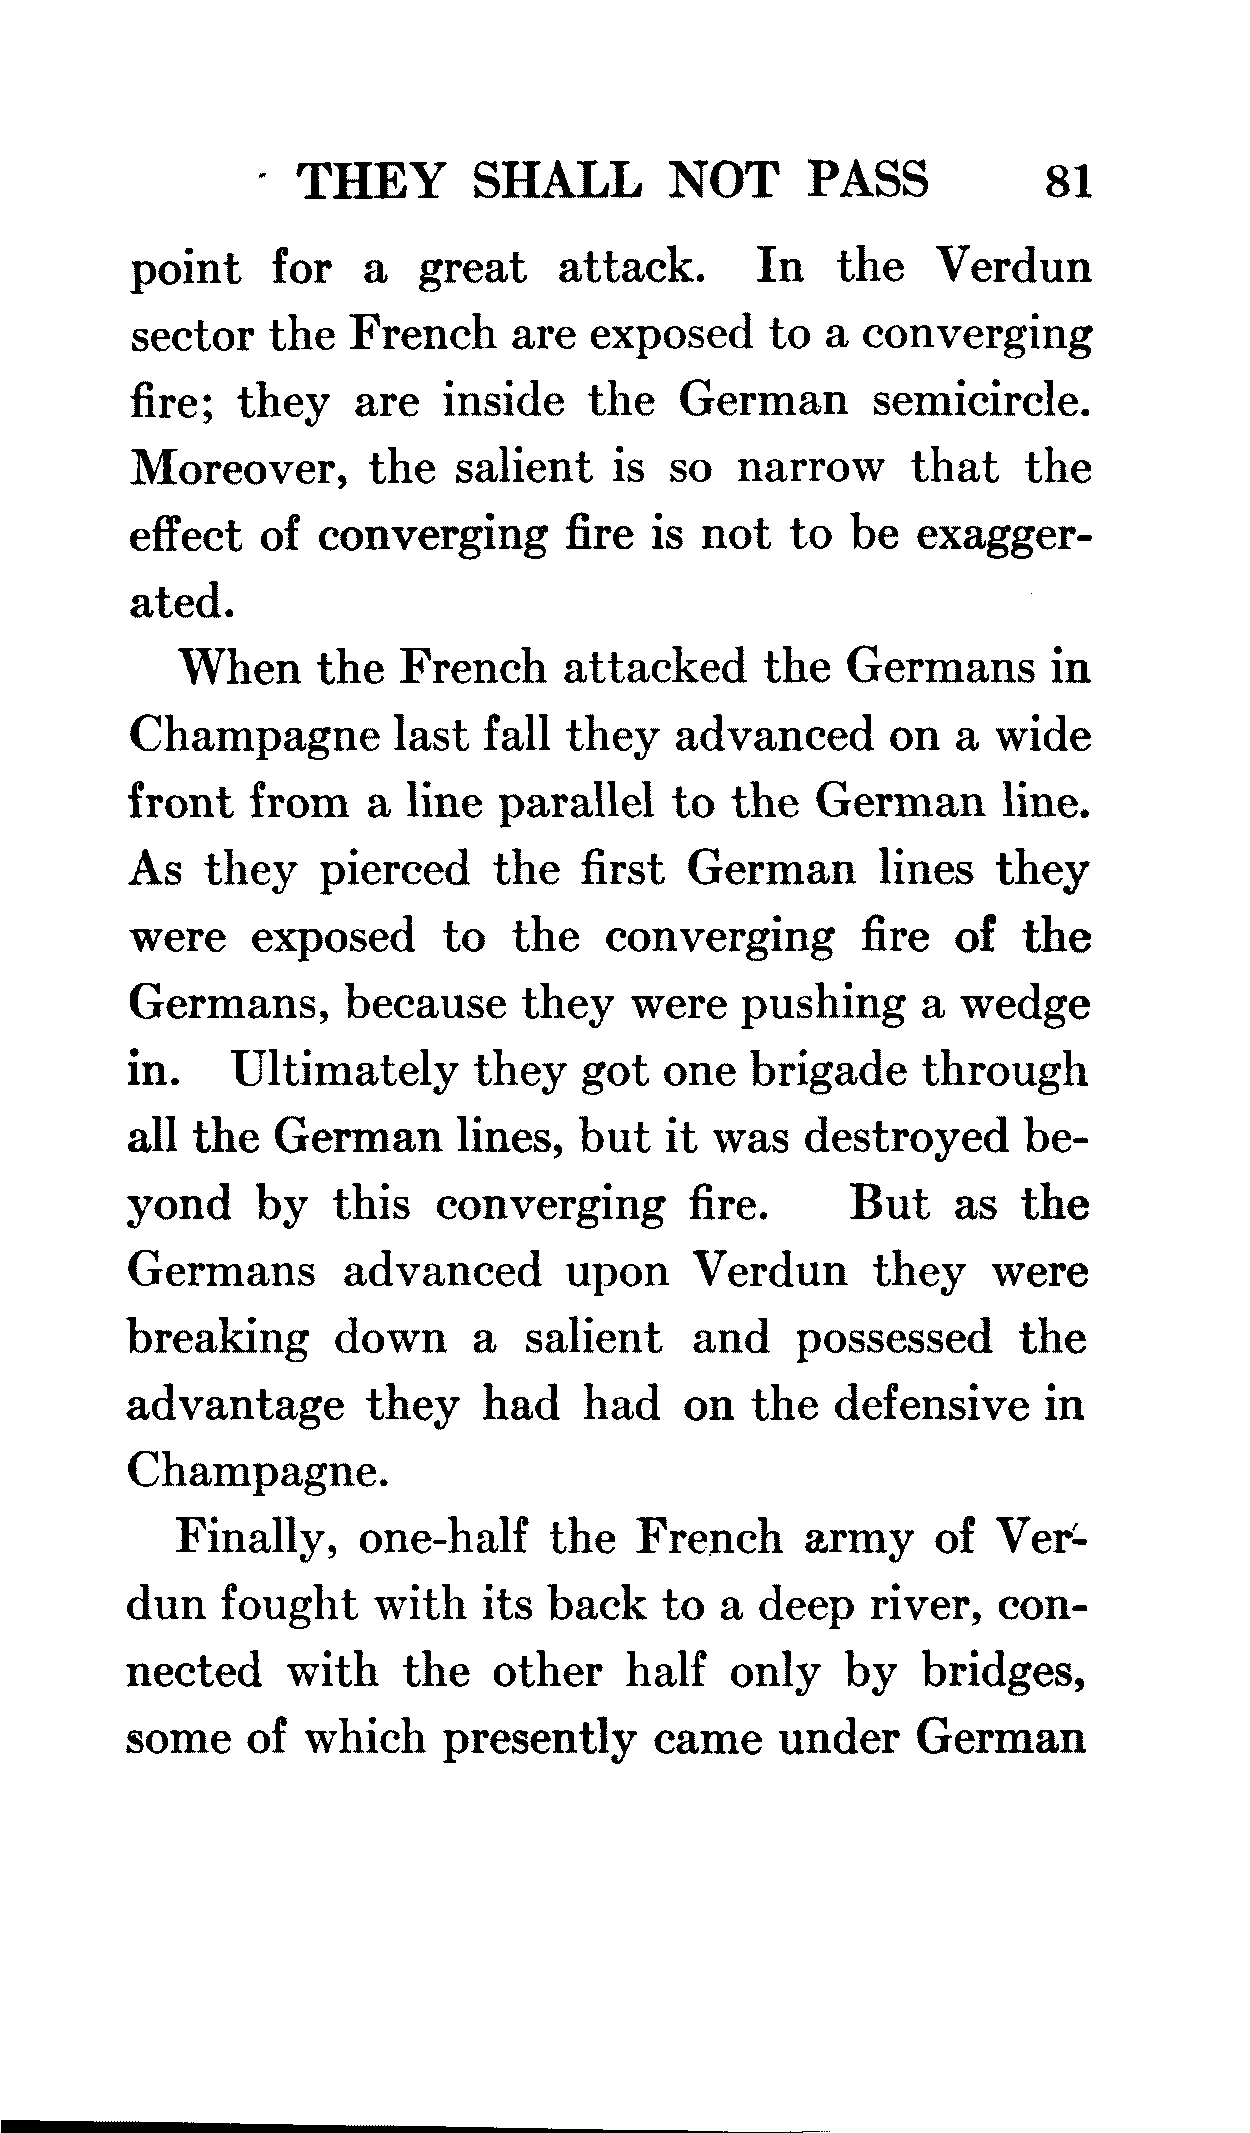 THEY SHALL NOT PASS 81
point for a great attack. In the Verdun
sector the French are exposed to a converging
fire; they are inside the German semicircle.
Moreover, the salient is so narrow that the
effect of converging fire is not to be exagger-
ated.
When the French attacked the Germans in
Champagne last fall they advanced on a wide
front from a line parallel to the German line.
As they pierced the first German lines they
were exposed to the converging fire of the
Germans, because they were pushing a wedge
in. Ultimately they got one brigade through
all the German lines, but it was destroyed be-
yond by this converging fire. But as the
Germans advanced upon Verdun they were
breaking down a salient and possessed the
advantage they had had on the defensive in
Champagne.
Finally, one-half the French army of Ver-
dun fought with its back to a deep river, con-
nected with the other half only by bridges,
some of which presently came under German